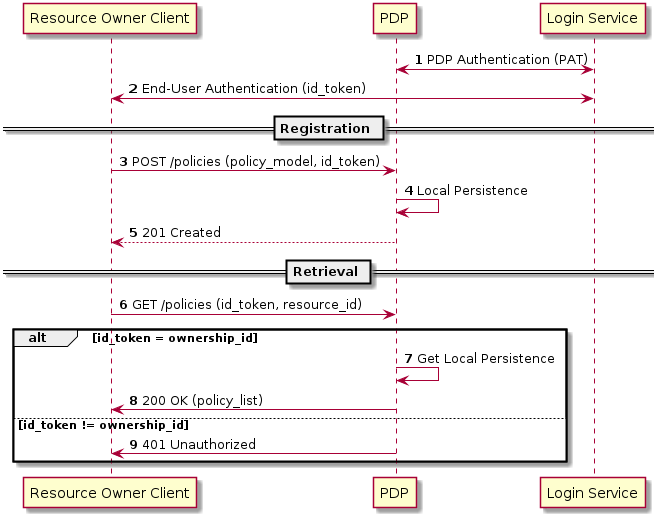 Resource Owner Client PDP Login Service
1 PDP Authentication (PAT)
2 End-User Authentication (id_token)
Registration
3 POST /policies (policy_model, id_token)
4 Local Persistence
5 201 Created
Retrieval
6 GET /policies (id_token, resource_id)
alt [id_token = ownership_id]
7 Get Local Persistence
8 200 OK (policy_list)
[id_token != ownership_id]
9 401 Unauthorized
Resource Owner Client PDP Login Service